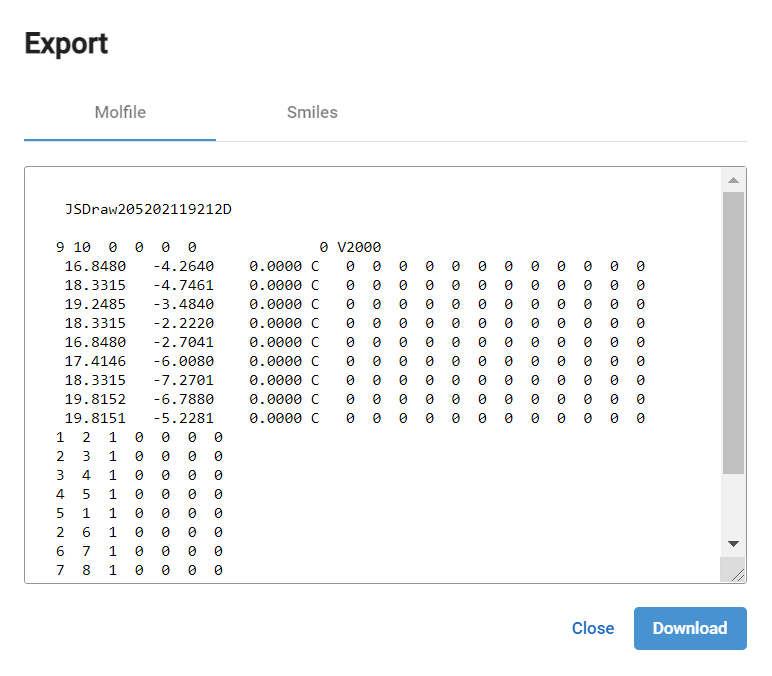 Export
Molfile Smiles
JSDraw205202119212D
9 10 0 0 0 0 0 V2000
16.8480 -4.2640 0.0000 C 0 0 0 0 0 0 0 0 0 0 0 0
18.3315 -4.7461 0.0000 C 0 0 0 0 0 0 0 0 0 0 0 0
19.2485 -3.4840 0.0000 C 0 0 0 0 0 0 0 0 0 0 0 0
18.3315 -2.2220 0.0000 C 0 0 0 0 0 0 0 0 0 0 0 0
16.8480 -2.7041 0.0000 C 0 0 0 0 0 0 0 0 0 0 0 0
17.4146 -6.0080 0.0000 C 0 0 0 0 0 0 0 0 0 0 0 0
18.3315 -7.2701 0.0000 C 0 0 0 0 0 0 0 0 0 0 0 0
19.8152 -6.7880 0.0000 C 0 0 0 0 0 0 0 0 0 0 0 0
19.8151 -5.2281 0.0000 C 0 0 0 0 0 0 0 0 0 0 0 0
1 2 1 0 0 0 0
2 3 1 0 0 0 0
3 4 1 0 0 0 0
4 5 1 0 0 0 0
5 1 1 0 0 0 0
2 6 1 0 0 0 0
6 7 1 0 0 0 0
7 8 1 0 0 0 0
Close Download